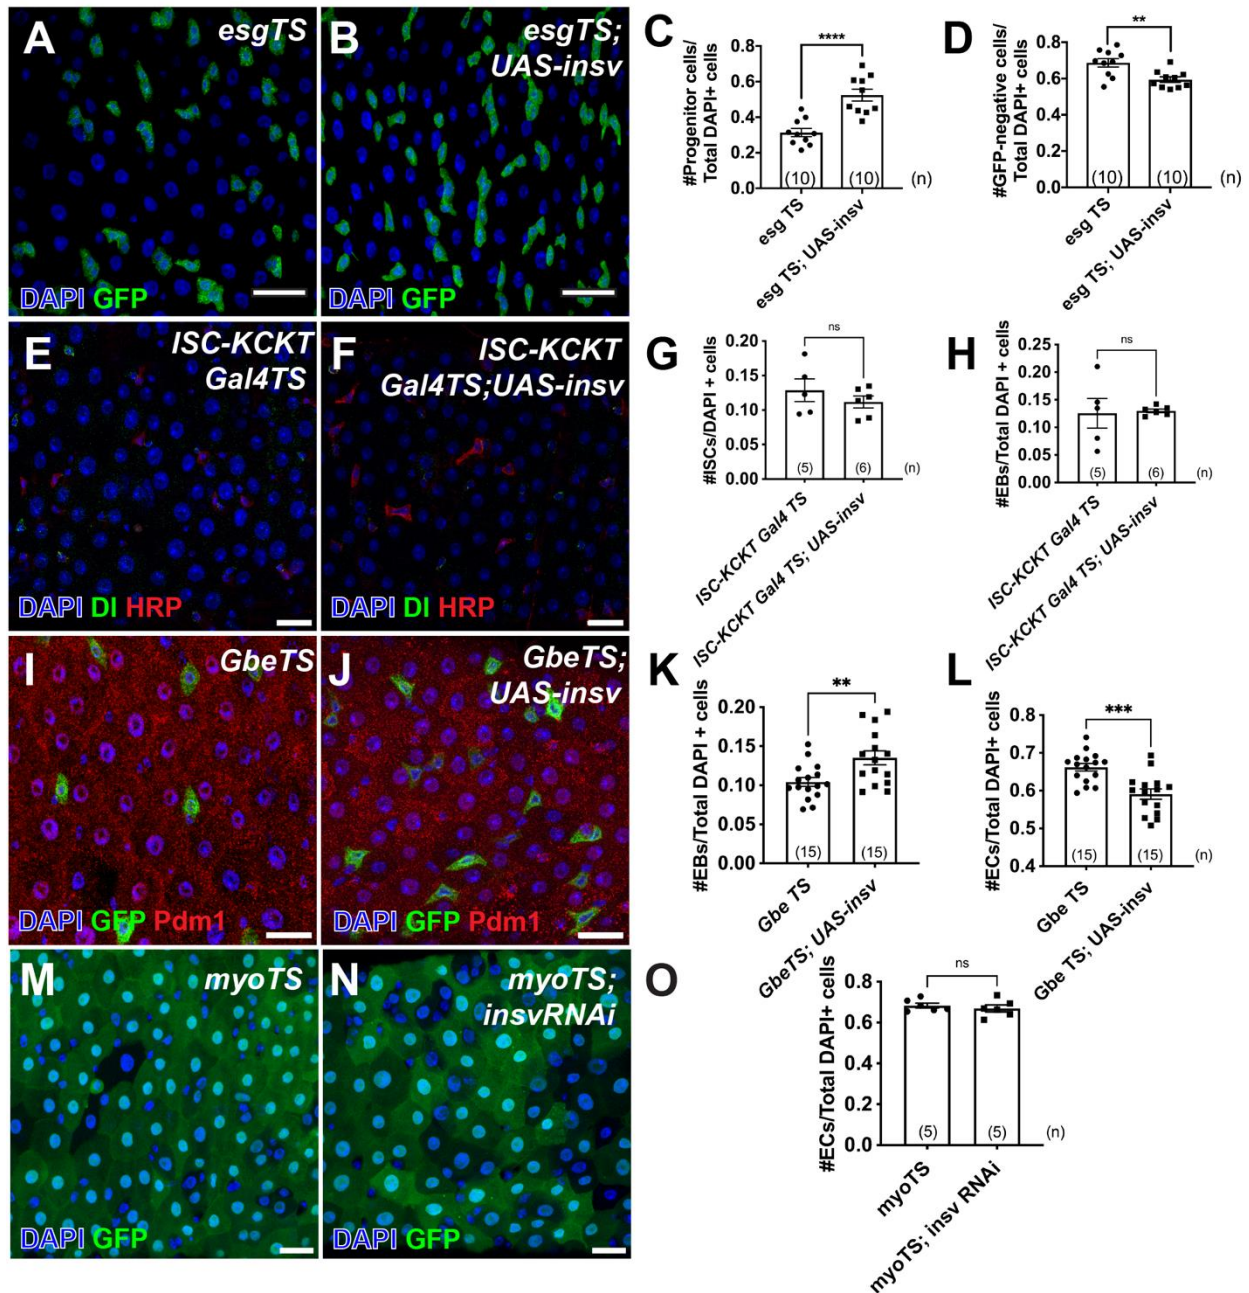 A
esgTS
DAPI GFP
B
esgTS;
UAS-insv
DAPI GFP
C
#Progenitor cells/
Total DAPI+ cells
0.8
0.6
0.4
0.2
0.0
****
(10)
(10)
(n)
esg TS
esg TS; UAS-insv
D
#GFP-negative cells/
Total DAPI+ cells
0.8
0.6
0.4
0.2
0.0
**
(10)
(10)
(n)
esg TS
esg TS; UAS-insv
E
ISC-KCKT
Gal4TS
DAPI Dl HRP
F
ISC-KCKT
Gal4TS;UAS-insv
DAPI Dl HRP
G
#ISCs/DAPI + cells
0.20
0.15
0.10
0.05
0.00
ns
(5)
(6)
(n)
ISC-KCKT Gal4 TS
ISC-KCKT Gal4 TS; UAS-insv
H
#EBs/Total DAPI + cells
0.25
0.20
0.15
0.10
0.05
0.00
ns
(5)
(6)
(n)
ISC-KCKT Gal4 TS
ISC-KCKT Gal4 TS; UAS-insv
I
GbeTS
DAPI GFP Pdm1
J
GbeTS;
UAS-insv
DAPI GFP Pdm1
K
#EBs/Total DAPI + cells
0.20
0.15
0.10
0.05
0.00
**
(15)
(15)
Gbe TS
GbeTS; UAS-insv
L
#ECs/Total DAPI+ cells
0.8
0.7
0.6
0.5
0.4
***
(15)
(15)
(n)
Gbe TS
Gbe TS; UAS-insv
M
myoTS
DAPI GFP
N
myoTS;
insvRNAi
DAPI GFP
O
#ECs/Total DAPI+ cells
0.8
0.6
0.4
0.2
0.0
ns
(5)
(5)
(n)
myoTS
myoTS; insv RNAi